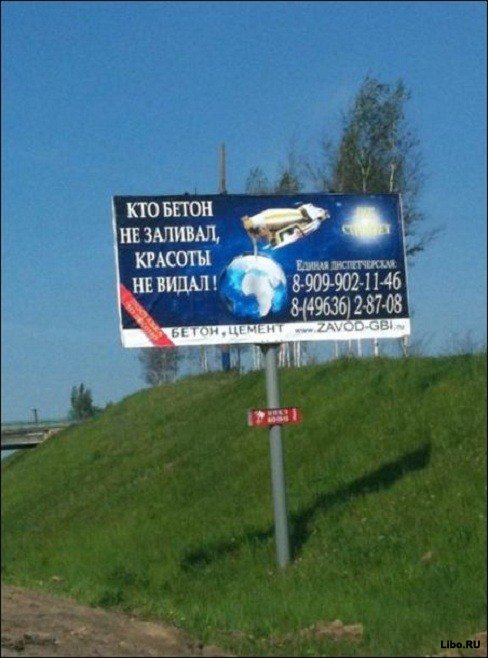 КТО БЕТОН
НЕ ЗАЛИВАЛ,
КРАСОТЫ
НЕ ВИДАЛ!
ЕДИНАЯ ДИСПЕТЧЕРСКАЯ:
8-909-902-11-46
8-(49636) 2-87-08
БЕТОН, ЦЕМЕНТ www.ZAVOD-GBI.ru
Libo.RU